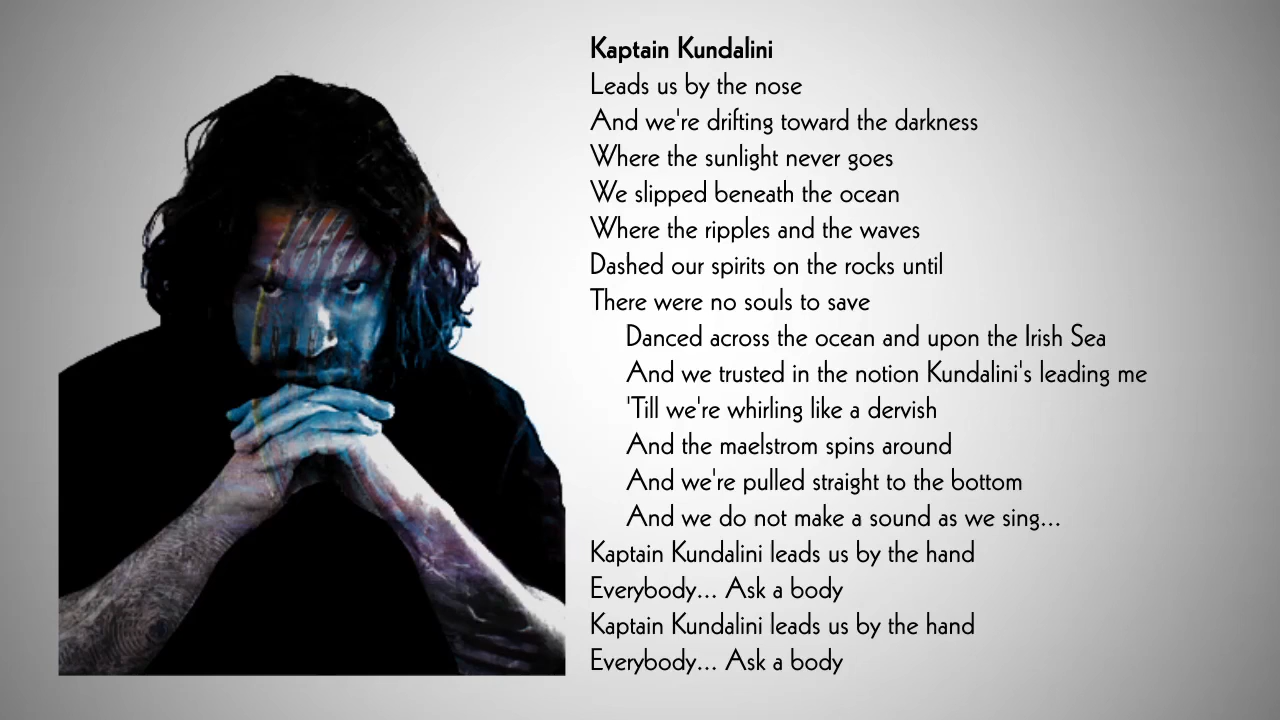 Kaptain Kundalini
Leads us by the nose
And we're drifting toward the darkness
Where the sunlight never goes
We slipped beneath the ocean
Where the ripples and the waves
Dashed our spirits on the rocks until
There were no souls to save
Danced across the ocean and upon the Irish Sea
And we trusted in the notion Kundalini's leading me
'Till we're whirling like a dervish
And the maelstrom spins around
And we're pulled straight to the bottom
And we do not make a sound as we sing...
Kaptain Kundalini leads us by the hand
Everybody... Ask a body
Kaptain Kundalini leads us by the hand
Everybody... Ask a body